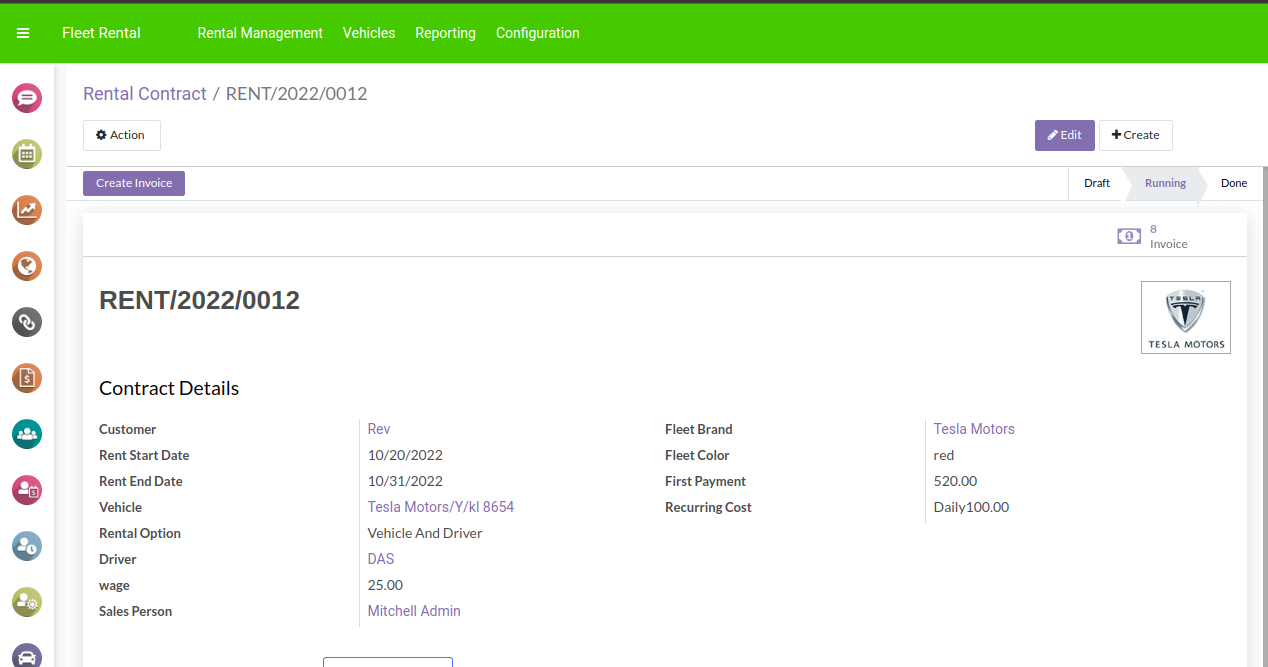 Fleet Rental Rental Management Vehicles Reporting Configuration
Rental Contract / RENT/2022/0012
Action Edit Create
Create Invoice Draft Running Done
8
Invoice
RENT/2022/0012
TESLA
TESLA MOTORS
Contract Details
Customer Rev Fleet Brand Tesla Motors
Rent Start Date 10/20/2022 Fleet Color red
Rent End Date 10/31/2022 First Payment 520.00
Vehicle Tesla Motors/Y/kl 8654 Recurring Cost Daily100.00
Rental Option Vehicle And Driver
Driver DAS
wage 25.00
Sales Person Mitchell Admin